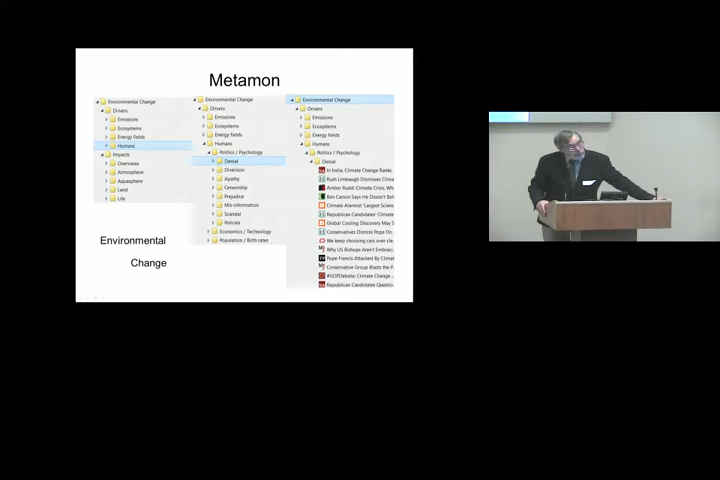 Metamon
Environmental Change
Drivers
Emissions
Ecosystems
Energy fields
Humans
Impacts
Overviews
Atmosphere
Aquasphere
Land
Life
Environmental
Change
Environmental Change
Drivers
Emissions
Ecosystems
Energy fields
Humans
Politics / Psychology
Denial
Diversion
Apathy
Censorship
Prejudice
Mis-information
Scandal
Policies
Economics / Technology
Population / Birth rates
Environmental Change
Drivers
Emissions
Ecosystems
Energy fields
Humans
Politics / Psychology
Denial
In India, Climate Change Ranks
Rush Limbaugh Dismisses Clima
Amber Rudd: Climate Crisis, Wh
Ben Carson Says He Doesn't Bel
Climate Alarmist 'Largest Scienc
Republican Candidates' Climate
Global Cooling Discovery May S
Conservatives Dismiss Pope On
We keep choosing cars over cle
Why US Bishops Aren't Embraci
Pope Francis Attacked By Climat
Conservative Group Blasts the P
#GOPDebate: Climate Change
Republican Candidates Questio